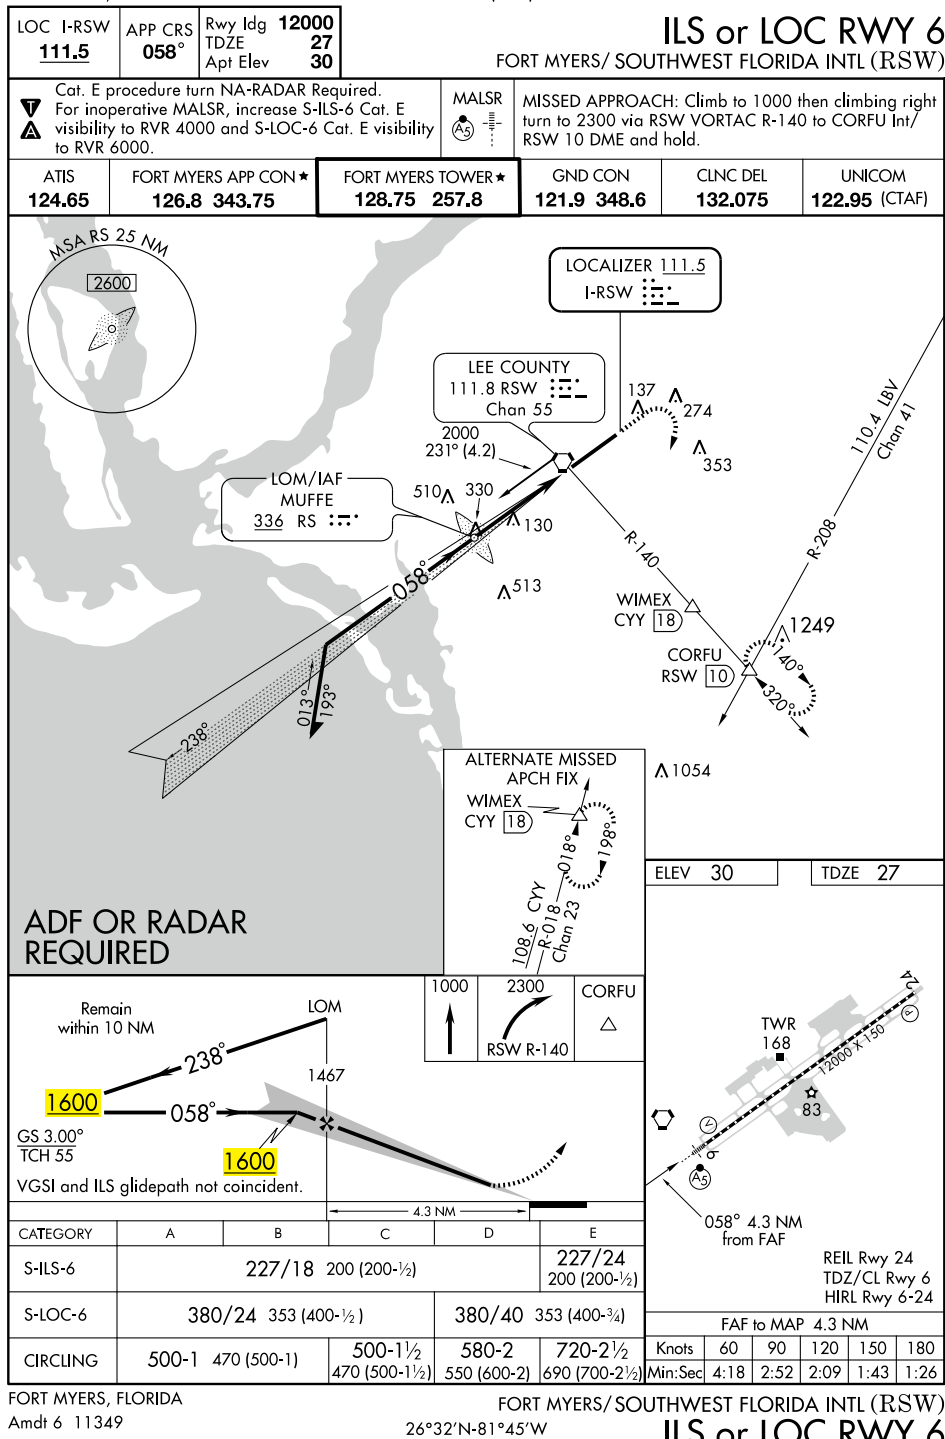 ILS or LOC RWY 6
FORT MYERS/ SOUTHWEST FLORIDA INTL (RSW)
LOC I-RSW
111.5
APP CRS
058°
Rwy ldg 12000
TDZE 27
Apt Elev 30
T
A
Cat. E procedure turn NA-RADAR Required.
For inoperative MALSR, increase S-ILS-6 Cat. E
visibility to RVR 4000 and S-LOC-6 Cat. E visibility
to RVR 6000.
MALSR
A5
MISSED APPROACH: Climb to 1000 then climbing right
turn to 2300 via RSW VORTAC R-140 to CORFU Int/
RSW 10 DME and hold.
ATIS
124.65
FORT MYERS APP CON ★
126.8 343.75
FORT MYERS TOWER ★
128.75 257.8
GND CON
121.9 348.6
CLNC DEL
132.075
UNICOM
122.95 (CTAF)
MSA RS 25 NM
2600
LOCALIZER 111.5
I-RSW
LEE COUNTY
111.8 RSW
Chan 55
137
274
353
110.4 LBV
Chan 41
2000
231° (4.2)
LOM/IAF
MUFFE
336 RS
510
330
130
513
R-140
R-208
058°
WIMEX
CYY 18
1249
CORFU
RSW 10
140°
320°
013°
193°
238°
1054
ALTERNATE MISSED
APCH FIX
WIMEX
CYY 18
018°
198°
108.6 CYY
R-018
Chan 23
ADF OR RADAR
REQUIRED
ELEV 30
TDZE 27
24
P
TWR
168
12000 X 150
83
V
6
A5
058° 4.3 NM
from FAF
REIL Rwy 24
TDZ/CL Rwy 6
HIRL Rwy 6-24
Remain
within 10 NM
LOM
1000
2300
RSW R-140
CORFU
238°
1467
1600
058°
1600
GS 3.00°
TCH 55
VGSI and ILS glidepath not coincident.
4.3 NM
CATEGORY A B C D E
S-ILS-6 227/18 200 (200-½) 227/24 200 (200-½)
S-LOC-6 380/24 353 (400-½) 380/40 353 (400-¾)
CIRCLING 500-1 470 (500-1) 500-1½ 470 (500-1½) 580-2 550 (600-2) 720-2½ 690 (700-2½)
FAF to MAP 4.3 NM
Knots 60 90 120 150 180
Min:Sec 4:18 2:52 2:09 1:43 1:26
FORT MYERS, FLORIDA
Amdt 6 11349
26°32'N-81°45'W
FORT MYERS/ SOUTHWEST FLORIDA INTL (RSW)
ILS or LOC RWY 6